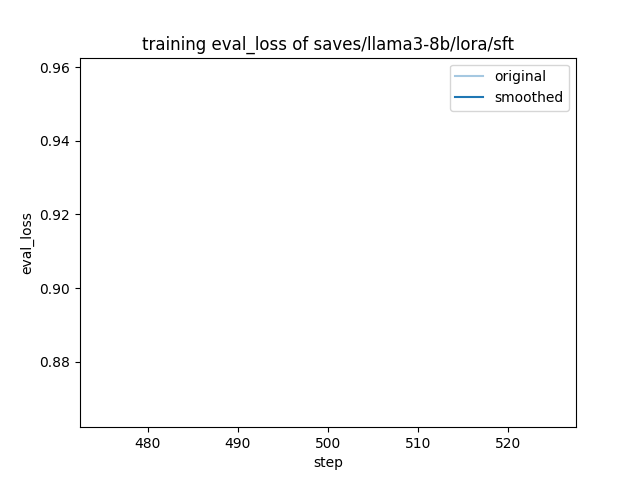 training eval_loss of saves/llama3-8b/lora/sft
original
smoothed
0.96
0.94
0.92
0.90
0.88
eval_loss
480 490 500 510 520
step